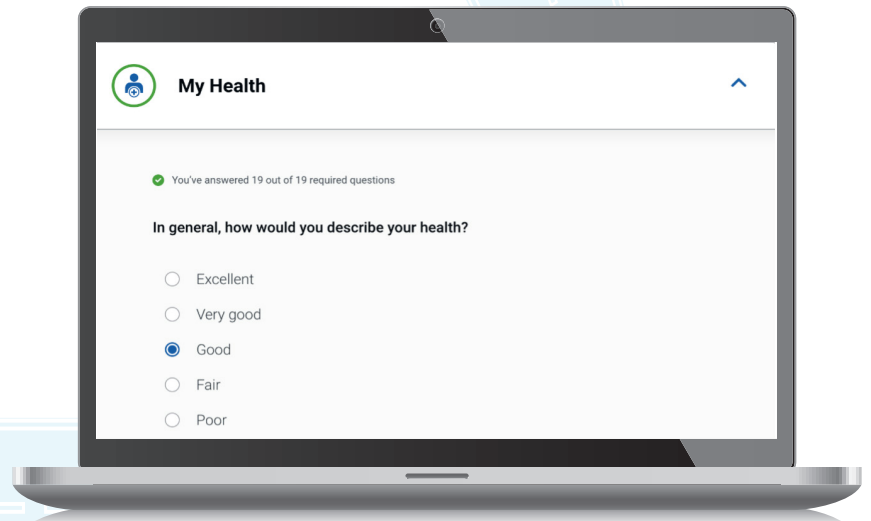 My Health
You've answered 19 out of 19 required questions
In general, how would you describe your health?
Excellent
Very good
Good
Fair
Poor